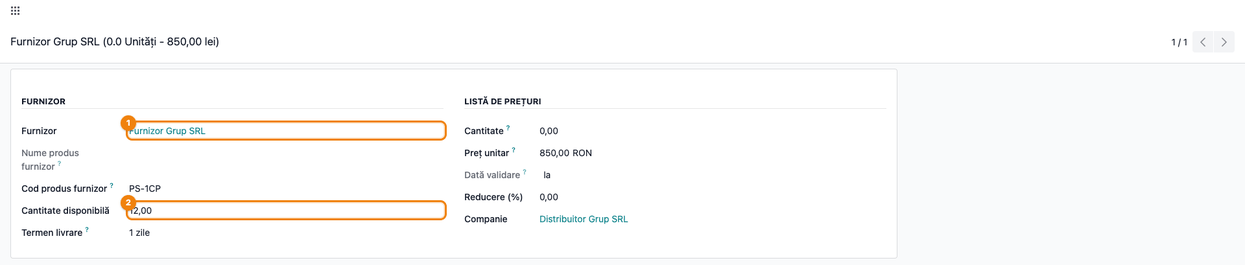 Furnizor Grup SRL (0.0 Unități - 850,00 lei)
1 / 1
FURNIZOR
Furnizor
1
Furnizor Grup SRL
Nume produs
furnizor ?
Cod produs furnizor ?
PS-1CP
Cantitate disponibilă
2
12,00
Termen livrare ?
1 zile
LISTĂ DE PREȚURI
Cantitate ?
0,00
Preț unitar ?
850,00 RON
Dată validare ?
la
Reducere (%)
0,00
Companie
Distribuitor Grup SRL